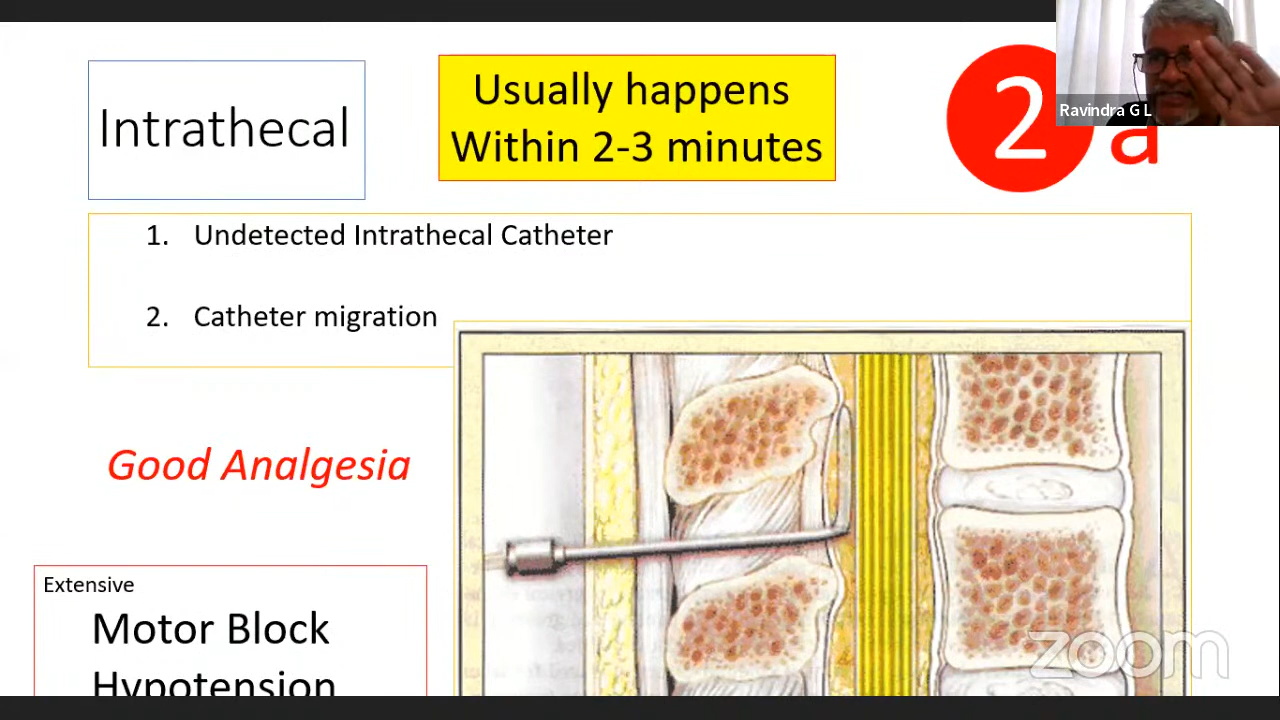 Intrathecal
Usually happens
Within 2-3 minutes
2
a
Ravindra G L
1. Undetected Intrathecal Catheter
2. Catheter migration
Good Analgesia
Extensive
Motor Block
Hypotension
zoom